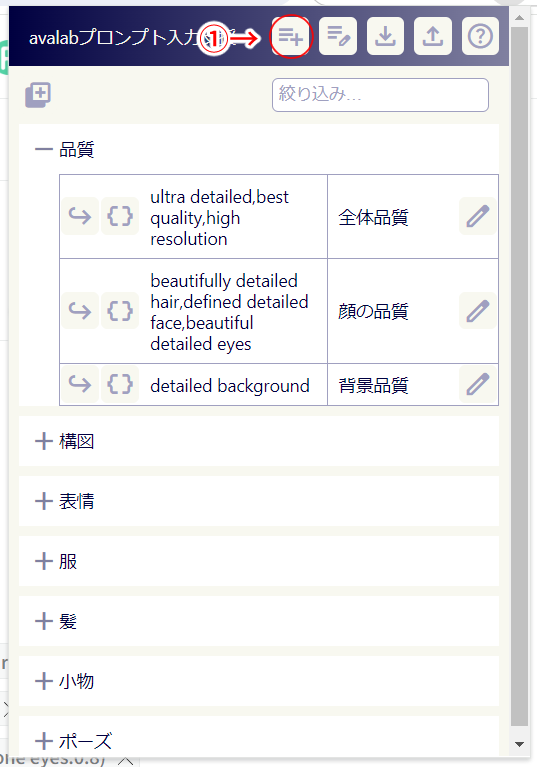 avalabプロンプト入力
①
絞り込み...
品質
ultra detailed,best
quality,high
resolution
全体品質
beautifully detailed
hair,defined detailed
face,beautiful
detailed eyes
顔の品質
detailed background
背景品質
構図
表情
服
髪
小物
ポーズ
one eyes:0.8)